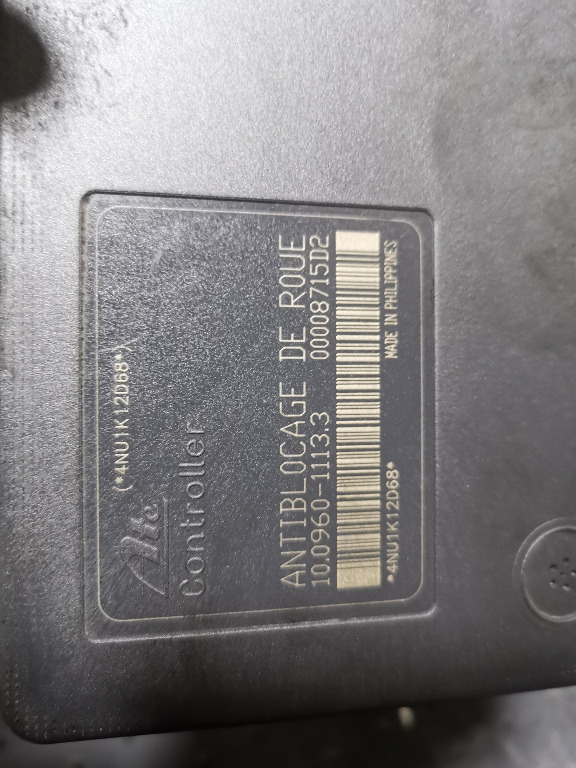 (*4NU1K12D68*)
Ate
Controller
ANTIBLOCAGE DE ROUE
10.0960-1113.3 00008715D2
*4NU1K12D68* MADE IN PHILIPPINES